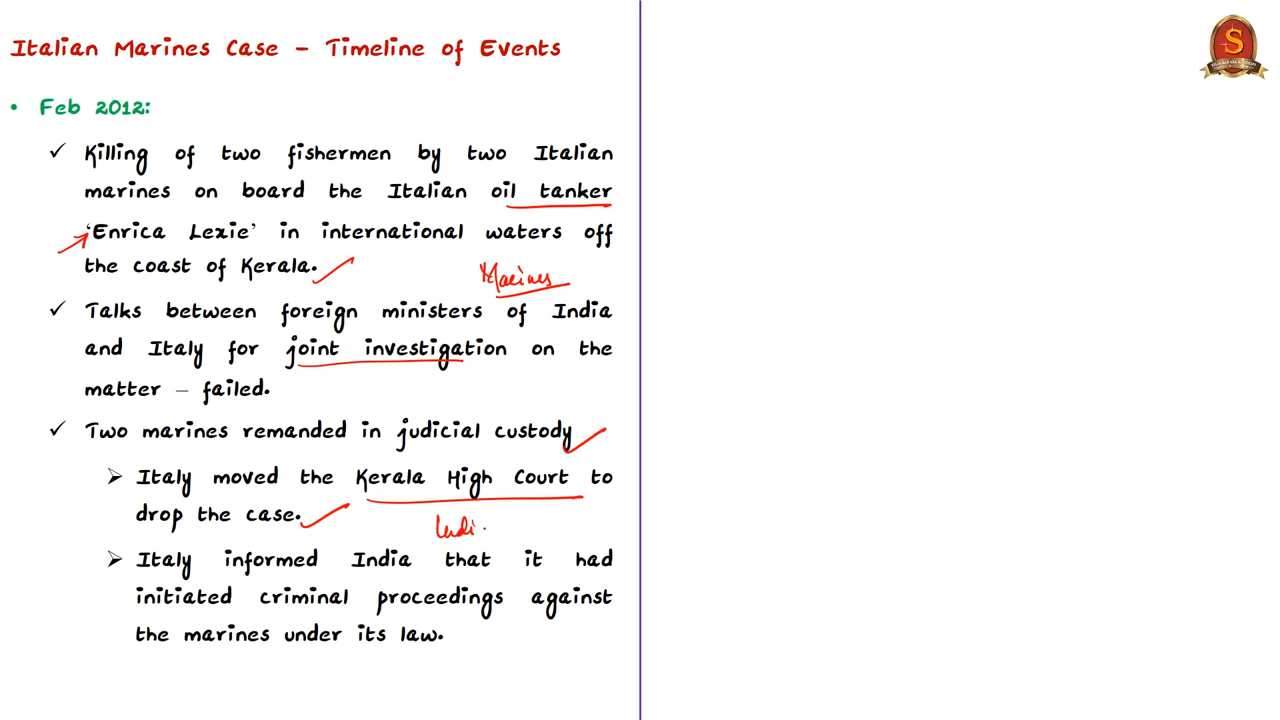 Italian Marines Case – Timeline of Events
• Feb 2012:
✓ Killing of two fishermen by two Italian
marines on board the Italian oil tanker
‘Enrica Lexie’ in international waters off
the coast of Kerala.
Marines
✓ Talks between foreign ministers of India
and Italy for joint investigation on the
matter – failed.
✓ Two marines remanded in judicial custody
➢ Italy moved the Kerala High Court to
drop the case.
Indi
➢ Italy informed India that it had
initiated criminal proceedings against
the marines under its law.
S